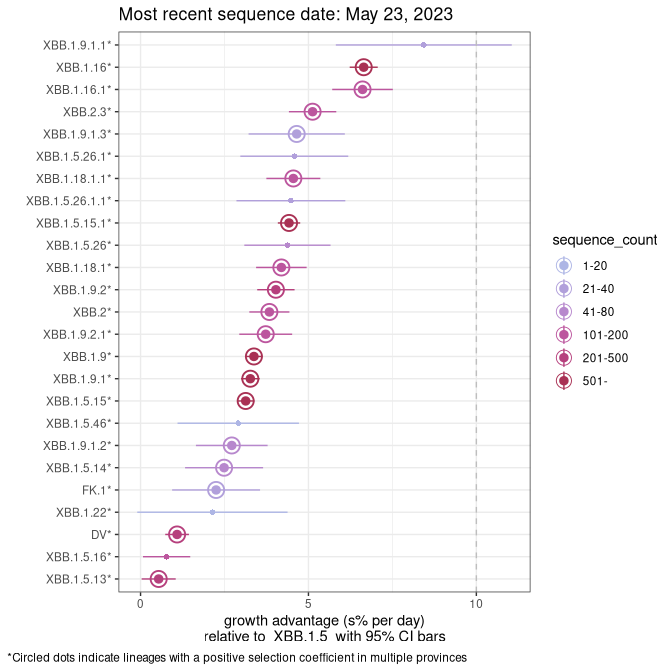 Most recent sequence date: May 23, 2023
XBB.1.9.1.1*
XBB.1.16*
XBB.1.16.1*
XBB.2.3*
XBB.1.9.1.3*
XBB.1.5.26.1*
XBB.1.18.1.1*
XBB.1.5.26.1.1*
XBB.1.5.15.1*
XBB.1.5.26*
XBB.1.18.1*
XBB.1.9.2*
XBB.2*
XBB.1.9.2.1*
XBB.1.9*
XBB.1.9.1*
XBB.1.5.15*
XBB.1.5.46*
XBB.1.9.1.2*
XBB.1.5.14*
FK.1*
XBB.1.22*
DV*
XBB.1.5.16*
XBB.1.5.13*
0 5 10
growth advantage (s% per day)
relative to XBB.1.5 with 95% CI bars
sequence_count
1-20
21-40
41-80
101-200
201-500
501-
*Circled dots indicate lineages with a positive selection coefficient in multiple provinces